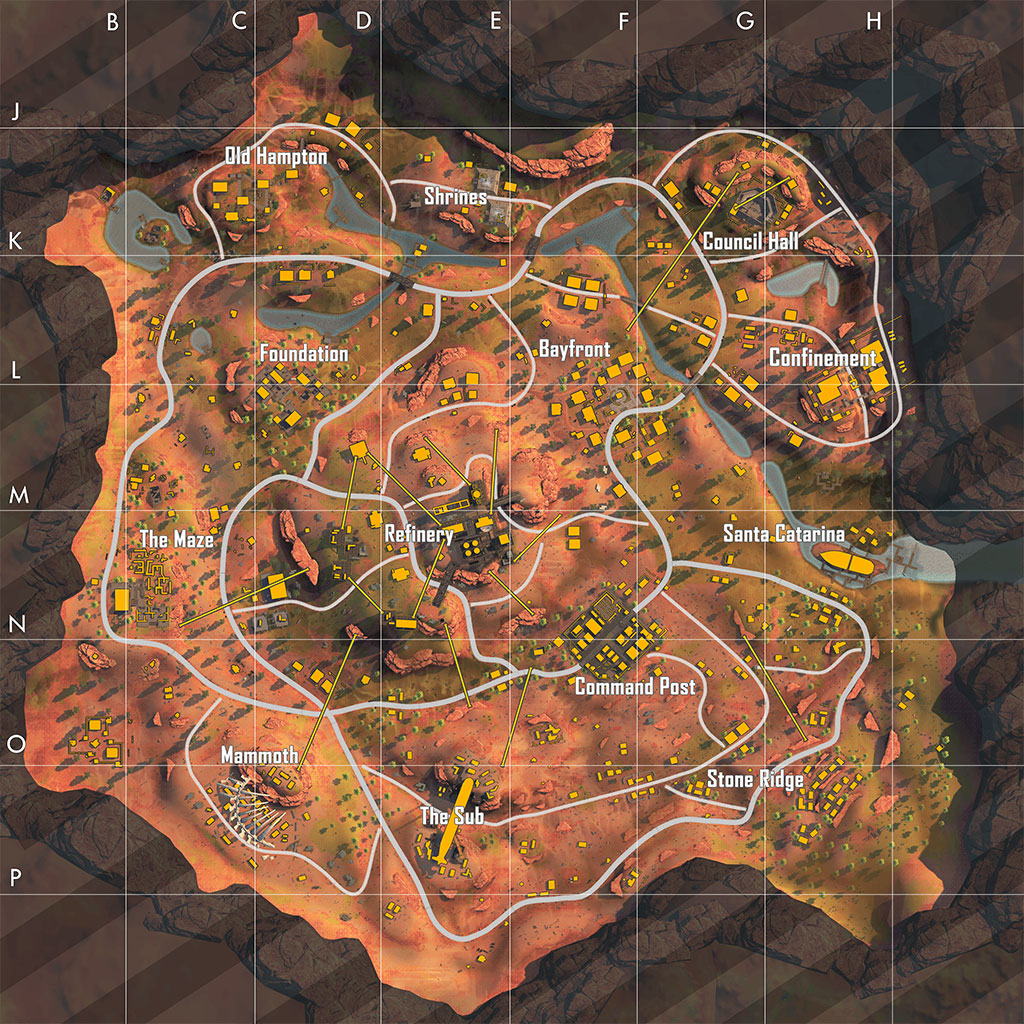 B C D E F G H
J
Old Hampton
Shrines
K
Council Hall
Bayfront
Foundation
Confinement
L
M
Refinery
Santa Catarina
The Maze
N
Command Post
O
Mammoth
Stone Ridge
The Sub
P